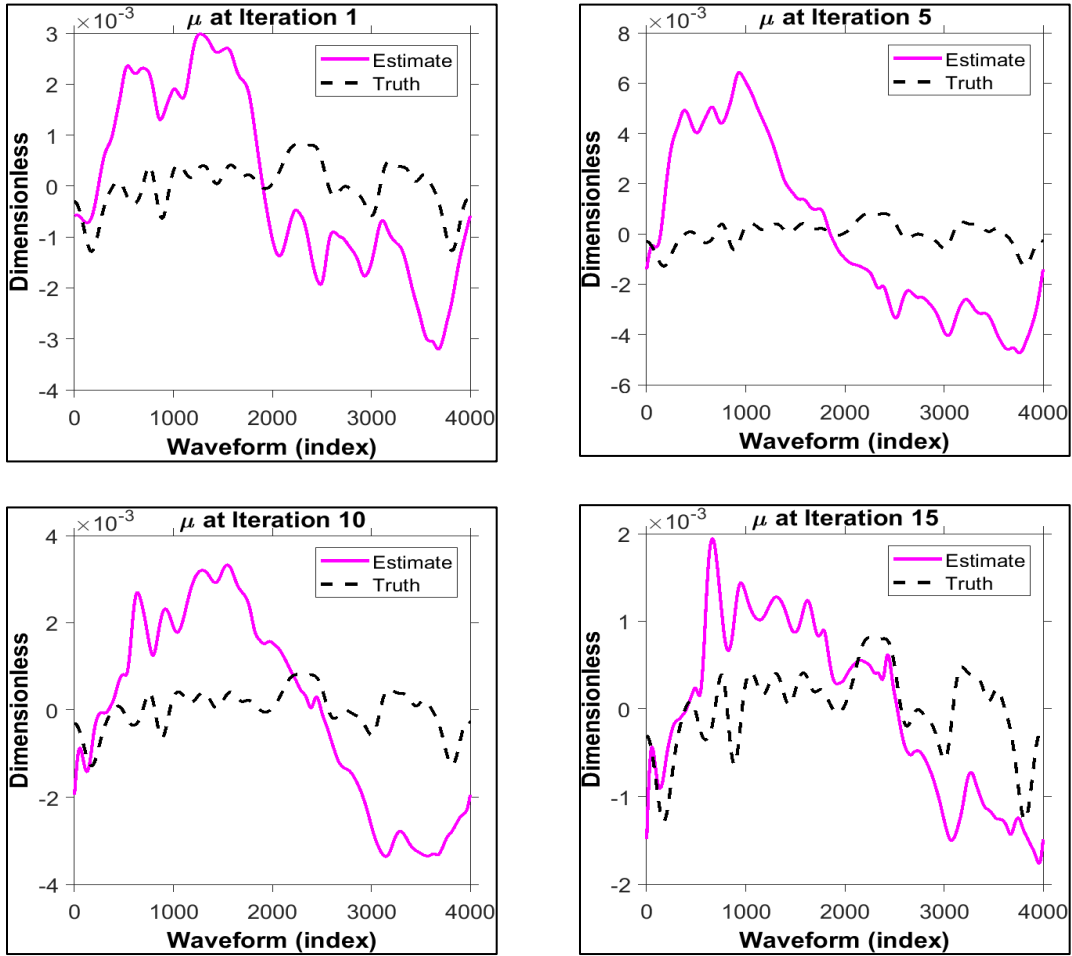 μ at Iteration 1
×10⁻³
3
2
1
0
-1
-2
-3
-4
Dimensionless
Estimate
Truth
0 1000 2000 3000 4000
Waveform (index)
μ at Iteration 5
×10⁻³
8
6
4
2
0
-2
-4
-6
Dimensionless
Estimate
Truth
0 1000 2000 3000 4000
Waveform (index)
μ at Iteration 10
×10⁻³
4
2
0
-2
-4
Dimensionless
Estimate
Truth
0 1000 2000 3000 4000
Waveform (index)
μ at Iteration 15
×10⁻³
2
1
0
-1
-2
Dimensionless
Estimate
Truth
0 1000 2000 3000 4000
Waveform (index)